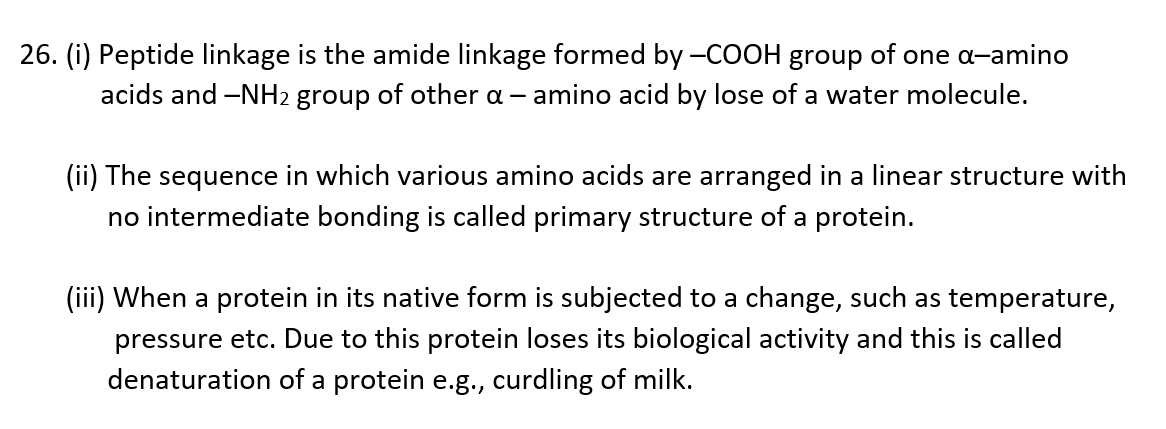 26. (i) Peptide linkage is the amide linkage formed by –COOH group of one α–amino
acids and –NH2 group of other α – amino acid by lose of a water molecule.
(ii) The sequence in which various amino acids are arranged in a linear structure with
no intermediate bonding is called primary structure of a protein.
(iii) When a protein in its native form is subjected to a change, such as temperature,
pressure etc. Due to this protein loses its biological activity and this is called
denaturation of a protein e.g., curdling of milk.